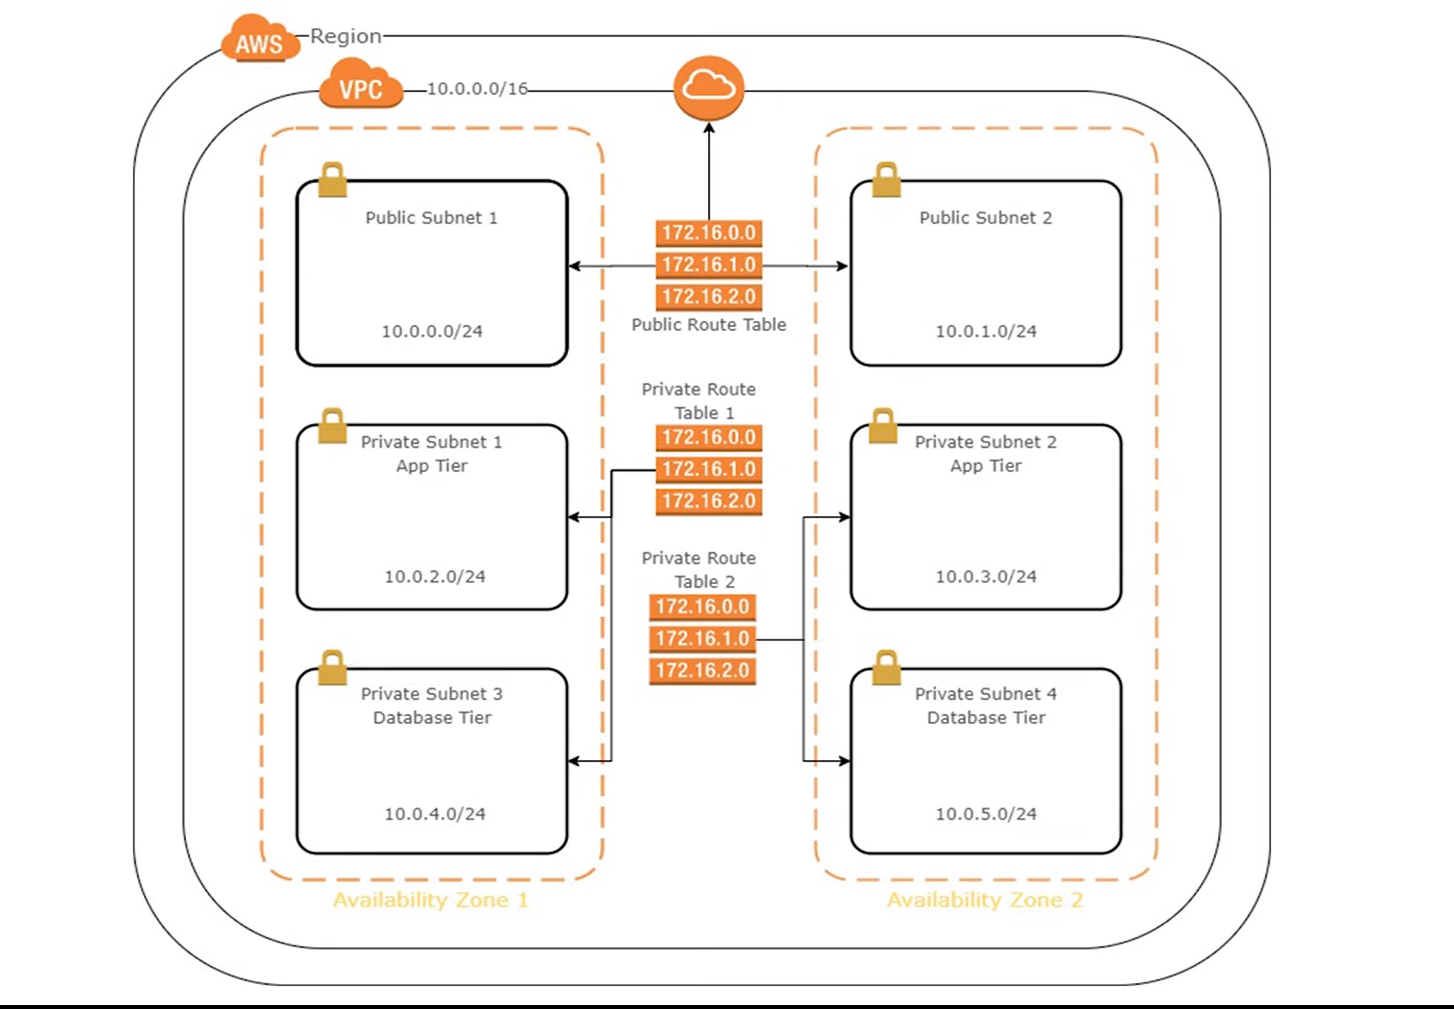 AWS
Region
VPC
10.0.0.0/16
Public Subnet 1
10.0.0.0/24
172.16.0.0
172.16.1.0
172.16.2.0
Public Route Table
Public Subnet 2
10.0.1.0/24
Private Subnet 1
App Tier
10.0.2.0/24
Private Route
Table 1
172.16.0.0
172.16.1.0
172.16.2.0
Private Route
Table 2
172.16.0.0
172.16.1.0
172.16.2.0
Private Subnet 2
App Tier
10.0.3.0/24
Private Subnet 3
Database Tier
10.0.4.0/24
Private Subnet 4
Database Tier
10.0.5.0/24
Availability Zone 1
Availability Zone 2